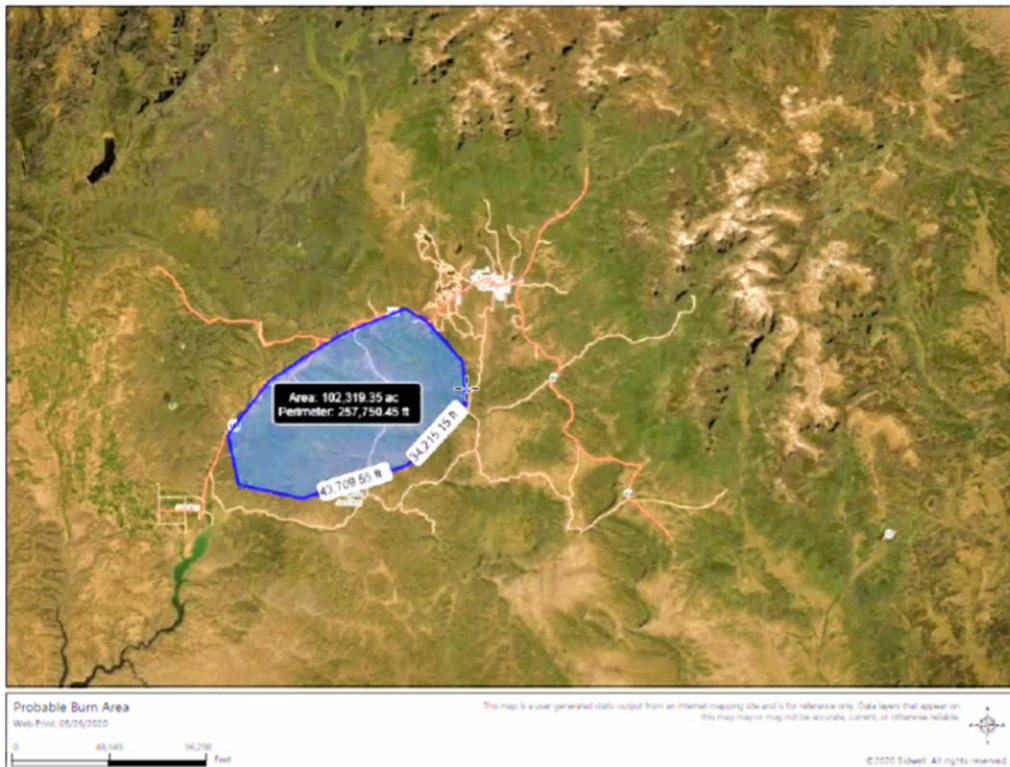 Area: 102,319.35 ac
Perimeter: 257,750.45 ft
34,215.15 ft
43,709.55 ft
Probable Burn Area
Web Print: 05/29/2020
This map is a user generated static output from an Internet mapping site and is for reference only. Data layers that appear on
this map may or may not be accurate, current, or otherwise reliable.
0 48,149 96,298
Feet
©2020 Sidwell. All rights reserved.